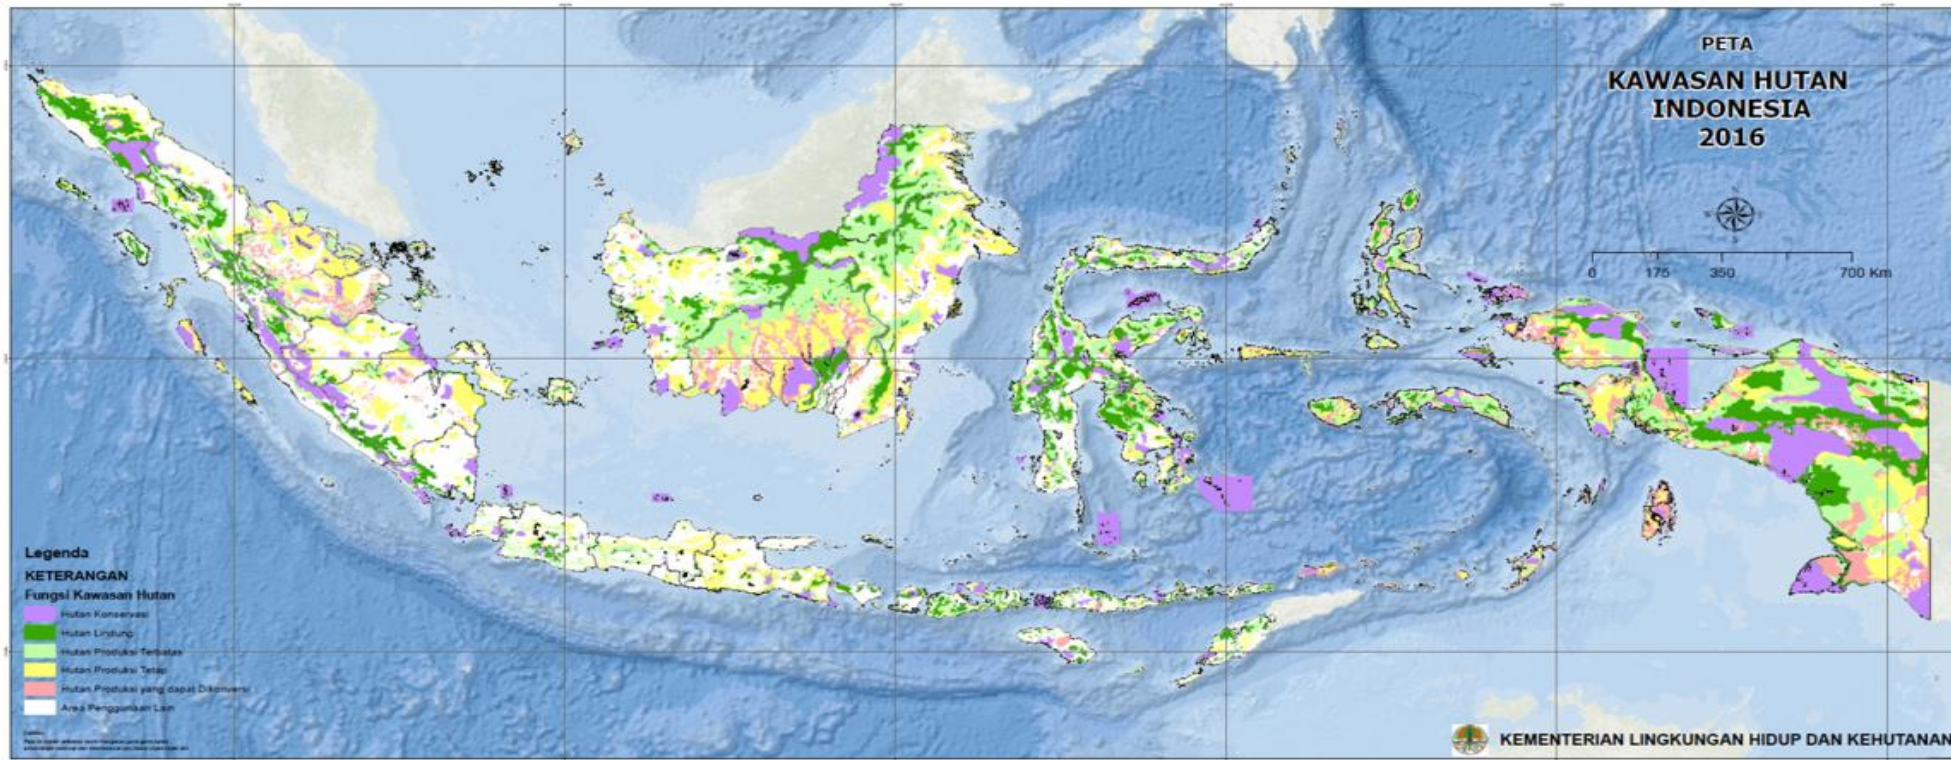 PETA
KAWASAN HUTAN
INDONESIA
2016
0 175 350 700 Km
Legenda
KETERANGAN
Fungsi Kawasan Hutan
Hutan Konservasi
Hutan Lindung
Hutan Produksi Terbatas
Hutan Produksi Tetap
Hutan Produksi yang dapat Dikonversi
Area Penggunaan Lain
KEMENTERIAN LINGKUNGAN HIDUP DAN KEHUTANAN